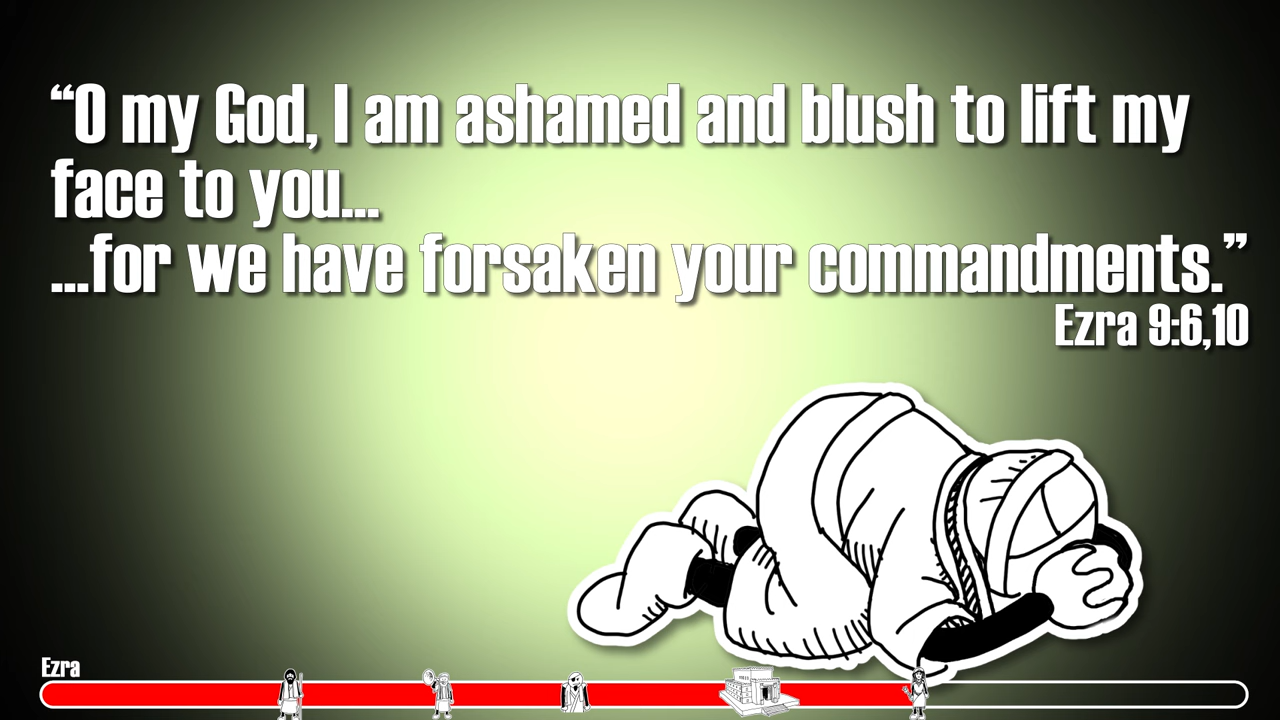 “O my God, I am ashamed and blush to lift my
face to you...
...for we have forsaken your commandments.”
Ezra 9:6,10
Ezra